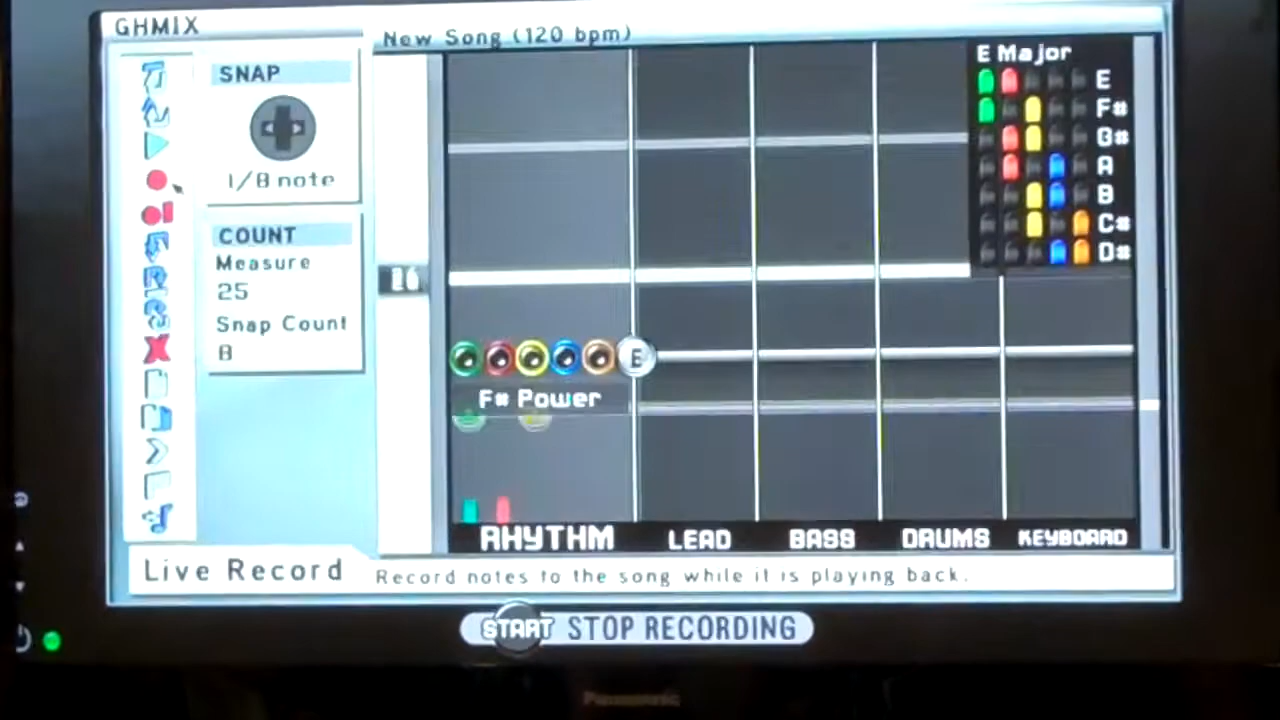 GHMIX
New Song (120 bpm)
SNAP
1/8 note
COUNT
Measure
25
Snap Count
8
E Major
E
F#
G#
A
B
C#
D#
E
F# Power
RHYTHM
LEAD
BASS
DRUMS
KEYBOARD
Live Record
Record notes to the song while it is playing back.
START STOP RECORDING
Panasonic